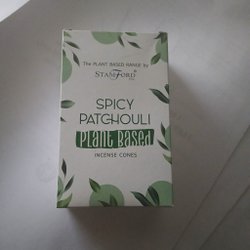 The PLANT BASED RANGE by
STAMFORD
SPICY
PATCHOULI
PLANT BASED
INCENSE CONES